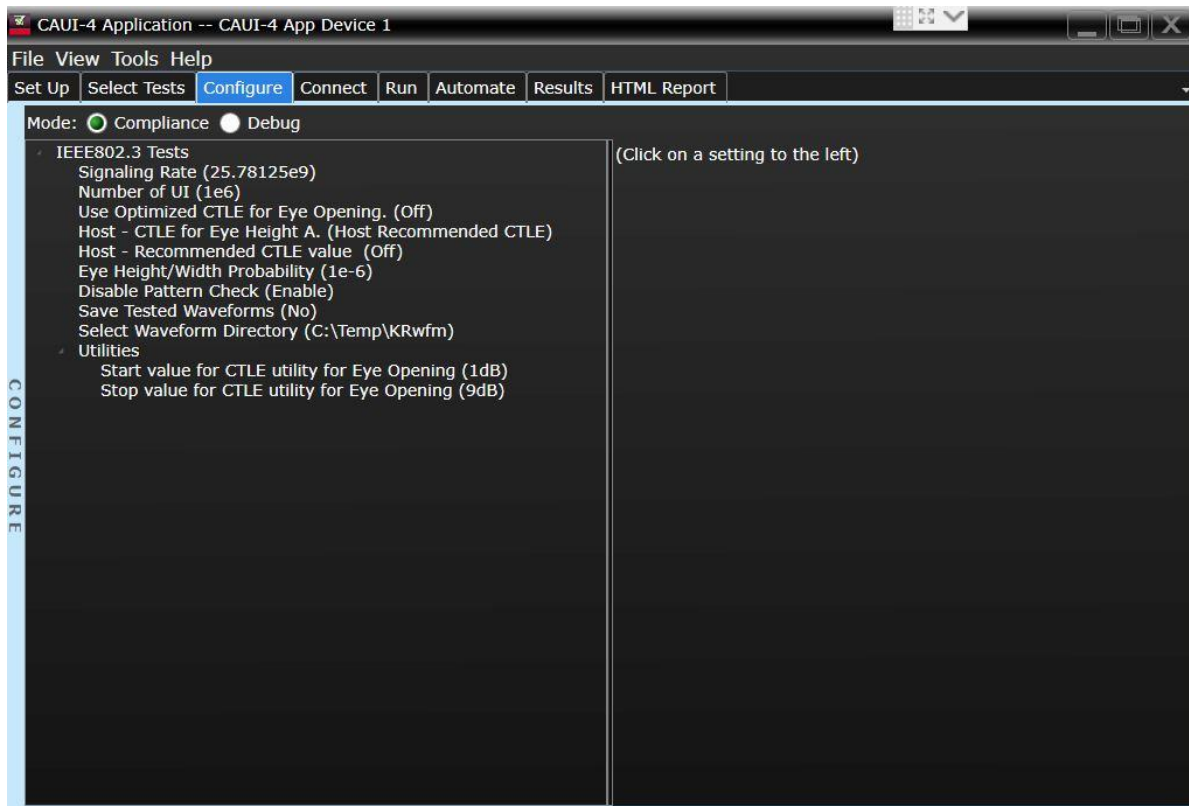 CAUI-4 Application -- CAUI-4 App Device 1
File View Tools Help
Set Up Select Tests Configure Connect Run Automate Results HTML Report
Mode: Compliance Debug
IEEE802.3 Tests
Signaling Rate (25.78125e9)
Number of UI (1e6)
Use Optimized CTLE for Eye Opening. (Off)
Host - CTLE for Eye Height A. (Host Recommended CTLE)
Host - Recommended CTLE value (Off)
Eye Height/Width Probability (1e-6)
Disable Pattern Check (Enable)
Save Tested Waveforms (No)
Select Waveform Directory (C:\Temp\KRwfm)
Utilities
Start value for CTLE utility for Eye Opening (1dB)
Stop value for CTLE utility for Eye Opening (9dB)
(Click on a setting to the left)
CONFIGURE